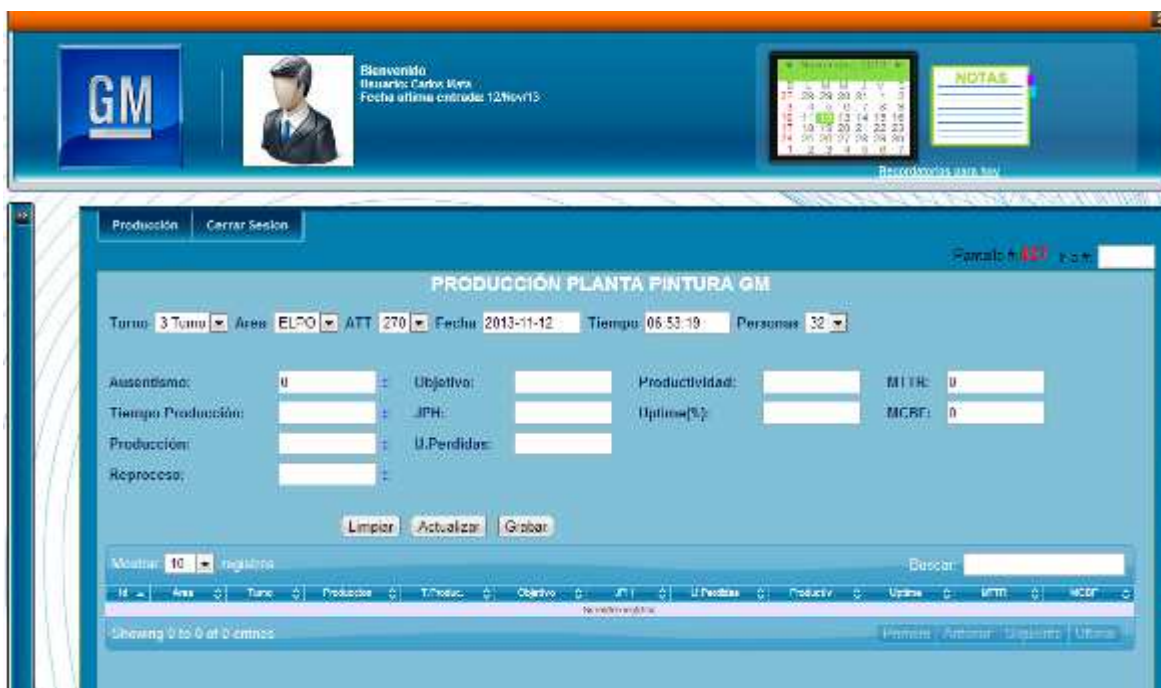 GM
Bienvenido
Usuario: Carlos Mata
Fecha ultima entrada: 12/Nov/13
NOTAS
Recordatorios para hoy
Producción Cerrar Sesion
Pantalla #: 427
PRODUCCIÓN PLANTA PINTURA GM
Turno 3 Turno Area ELPO ATT 270 Fecha 2013-11-12 Tiempo 06:53:19 Personas 32
Ausentismo: 0 Objetivo: Productividad: MTTR: 0
Tiempo Producción: JPH: Uptime(%): MCBF: 0
Producción: U.Perdidas:
Reproceso:
Limpiar Actualizar Grabar
Mostrar 10 registros Buscar:
Id Area Turno Produccion T.Produc. Objetivo JPH U.Perdidas Productiv Uptime MTTR MCBF
Showing 0 to 0 of 0 entries Primero Anterior Siguiente Ultimo